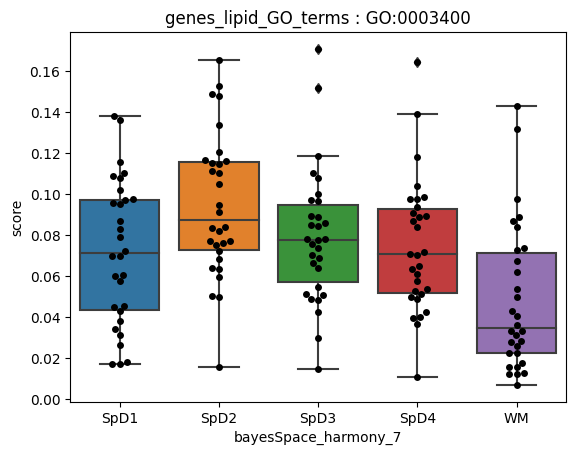 genes_lipid_GO_terms : GO:0003400
score
0.16
0.14
0.12
0.10
0.08
0.06
0.04
0.02
0.00
SpD1 SpD2 SpD3 SpD4 WM
bayesSpace_harmony_7